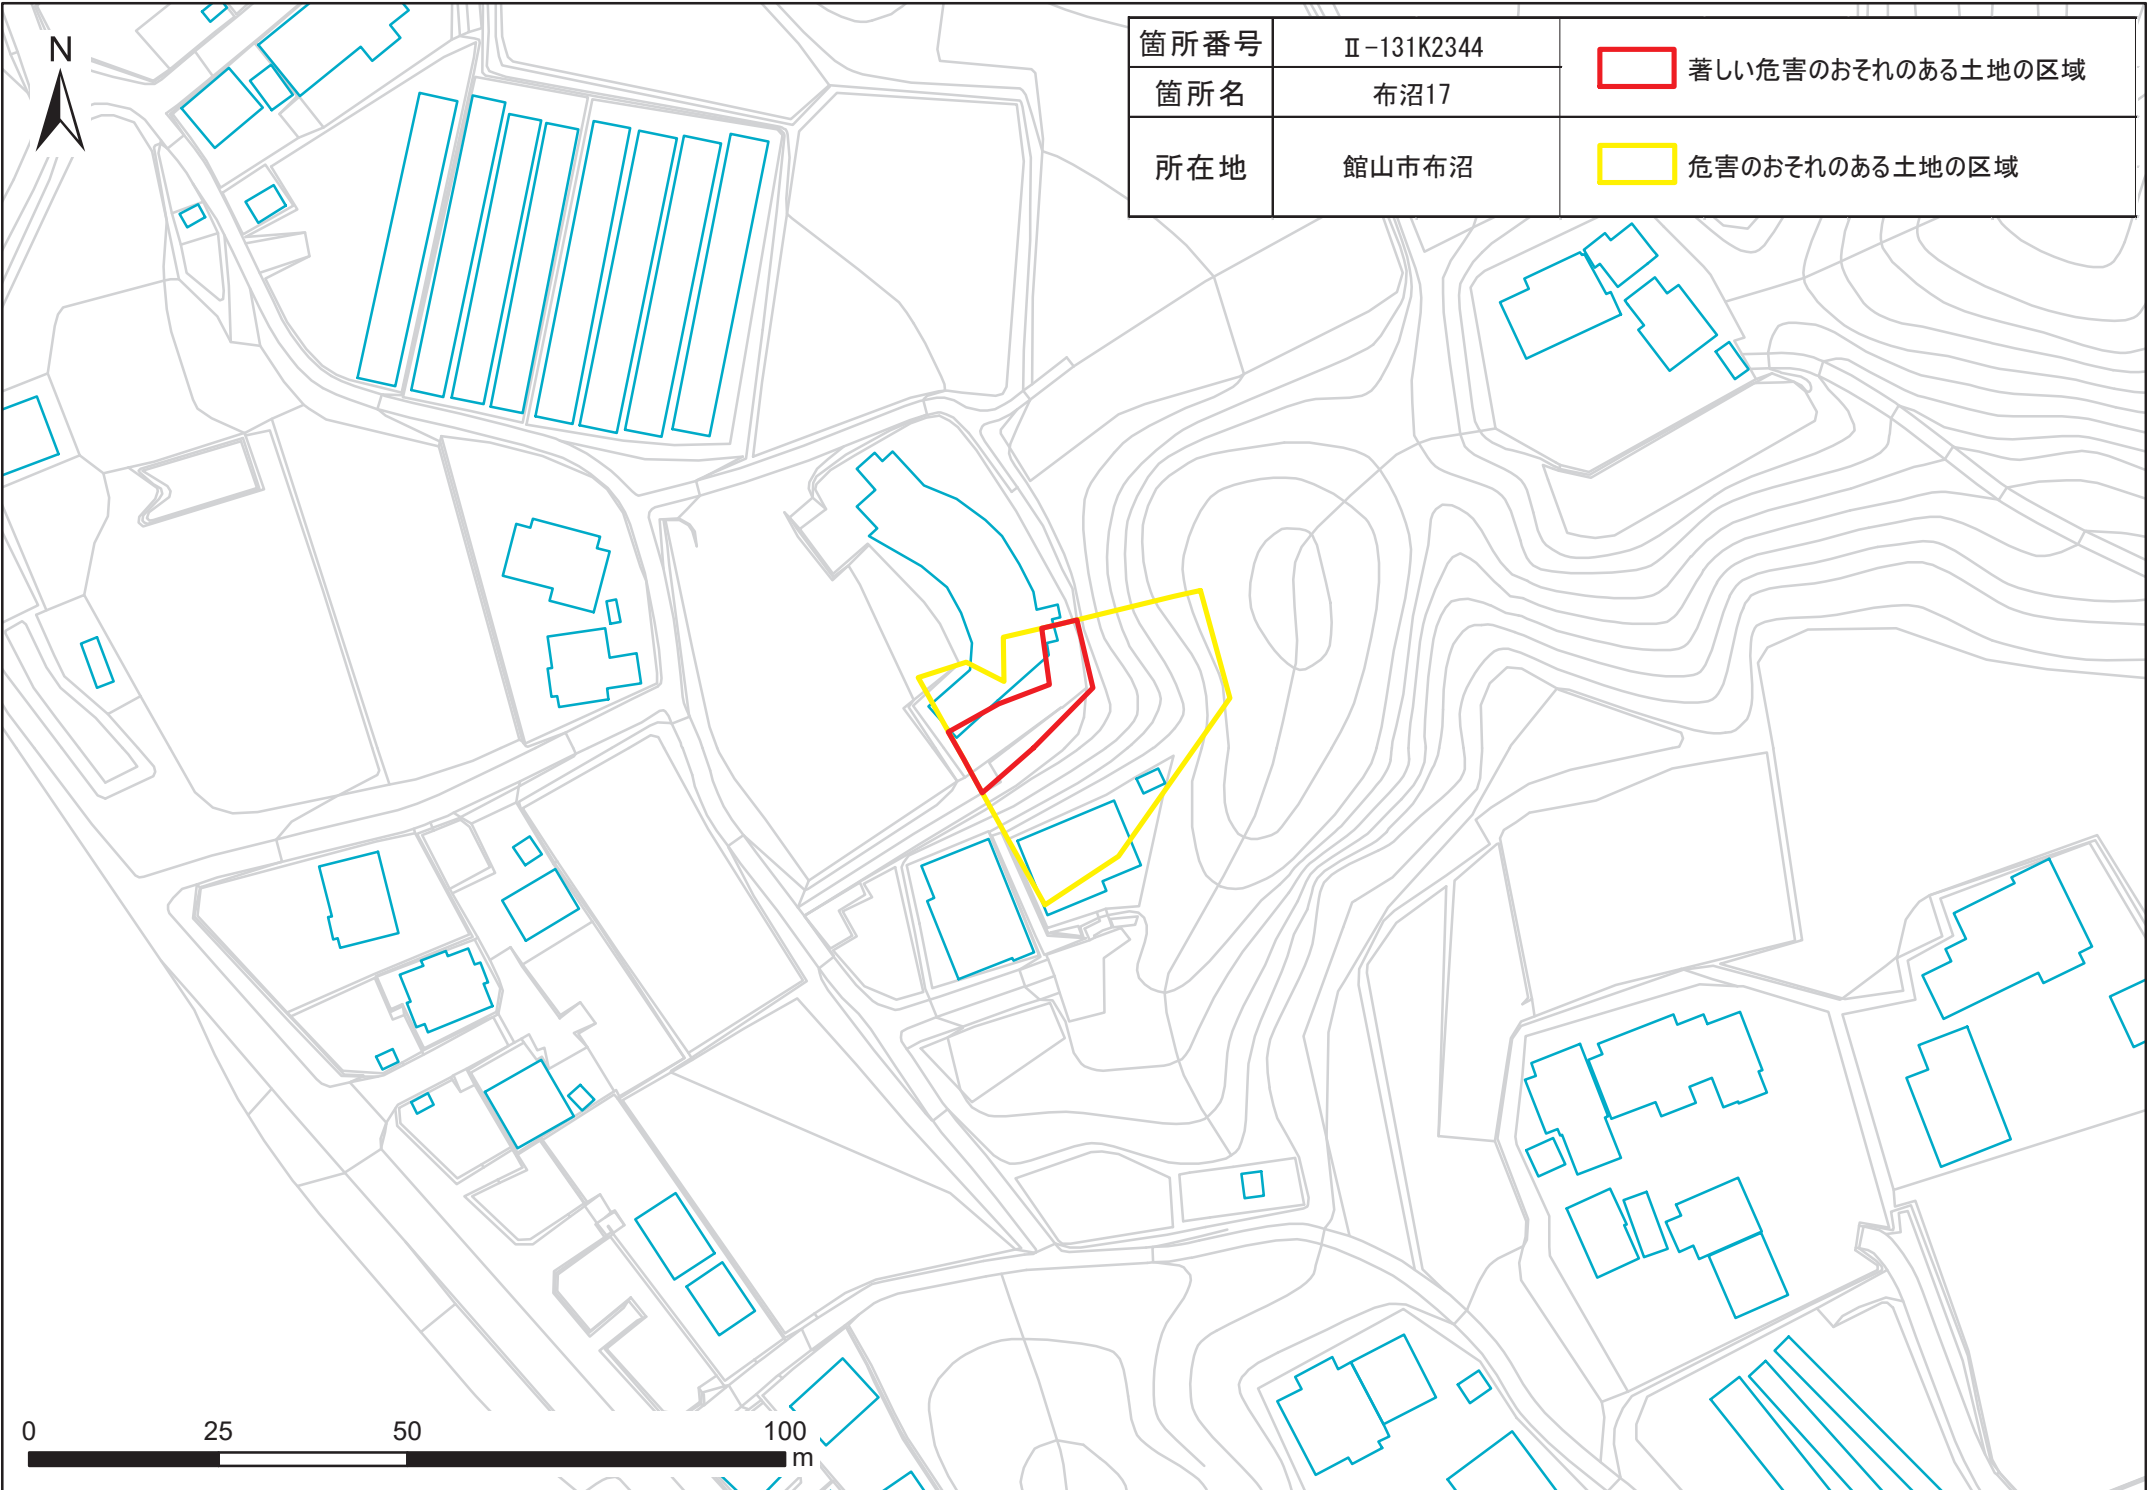 N
箇所番号 Ⅱ-131K2344
箇所名 布沼17
所在地 館山市布沼
著しい危害のおそれのある土地の区域
危害のおそれのある土地の区域
0 25 50 100
m